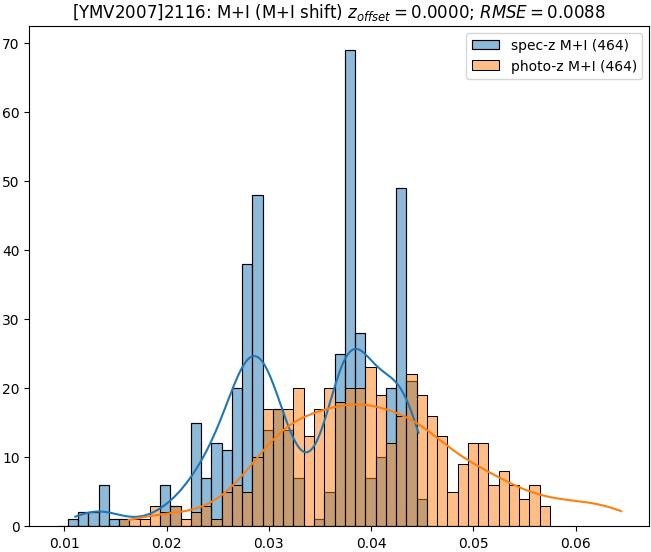 [YMV2007]2116: M+I (M+I shift) z_offset = 0.0000; RMSE = 0.0088
spec-z M+I (464)
photo-z M+I (464)
70
60
50
40
30
20
10
0
0.01 0.02 0.03 0.04 0.05 0.06